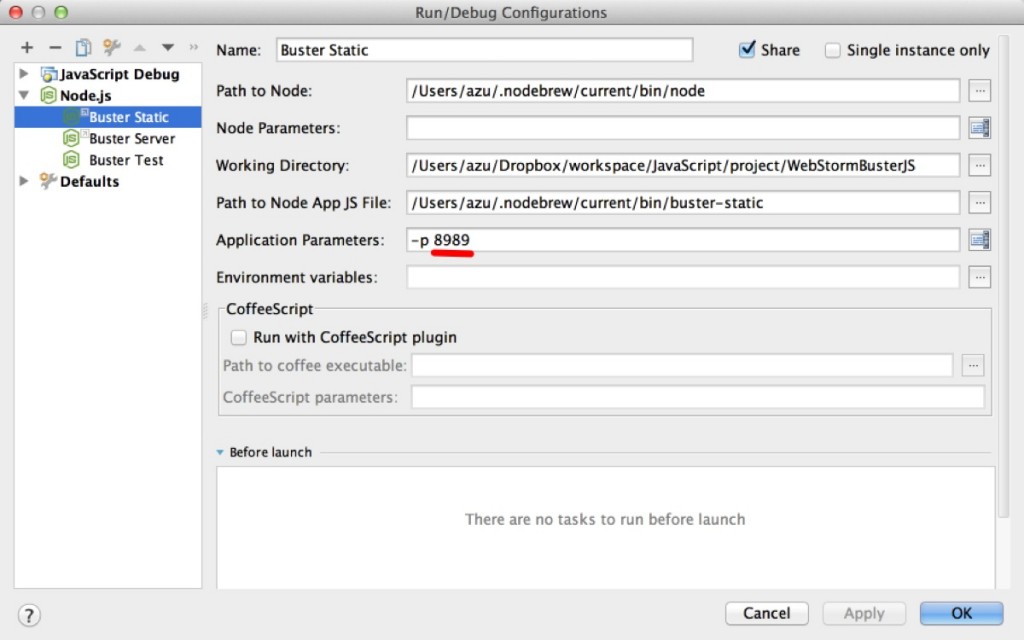 Run/Debug Configurations
Name: Buster Static
Share
Single instance only
JavaScript Debug
Node.js
Buster Static
Buster Server
Buster Test
Defaults
Path to Node: /Users/azu/.nodebrew/current/bin/node
Node Parameters:
Working Directory: /Users/azu/Dropbox/workspace/JavaScript/project/WebStormBusterJS
Path to Node App JS File: /Users/azu/.nodebrew/current/bin/buster-static
Application Parameters: -p 8989
Environment variables:
CoffeeScript
Run with CoffeeScript plugin
Path to coffee executable:
CoffeeScript parameters:
Before launch
There are no tasks to run before launch
? Cancel Apply OK